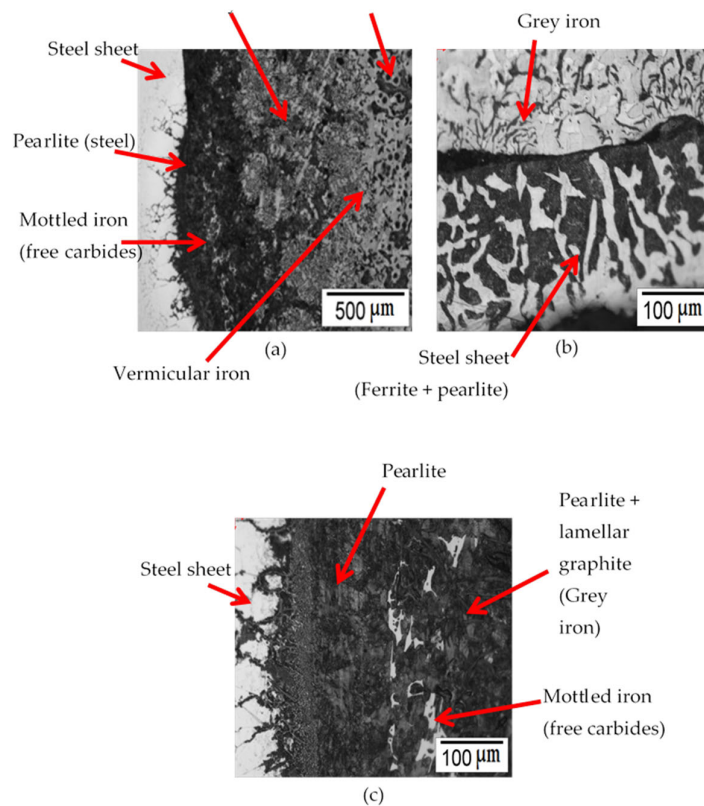 Steel sheet
Pearlite (steel)
Mottled iron
(free carbides)
Vermicular iron
500 μm
(a)
Grey iron
Steel sheet
(Ferrite + pearlite)
100 μm
(b)
Pearlite
Steel sheet
Pearlite +
lamellar
graphite
(Grey
iron)
Mottled iron
(free carbides)
100 μm
(c)